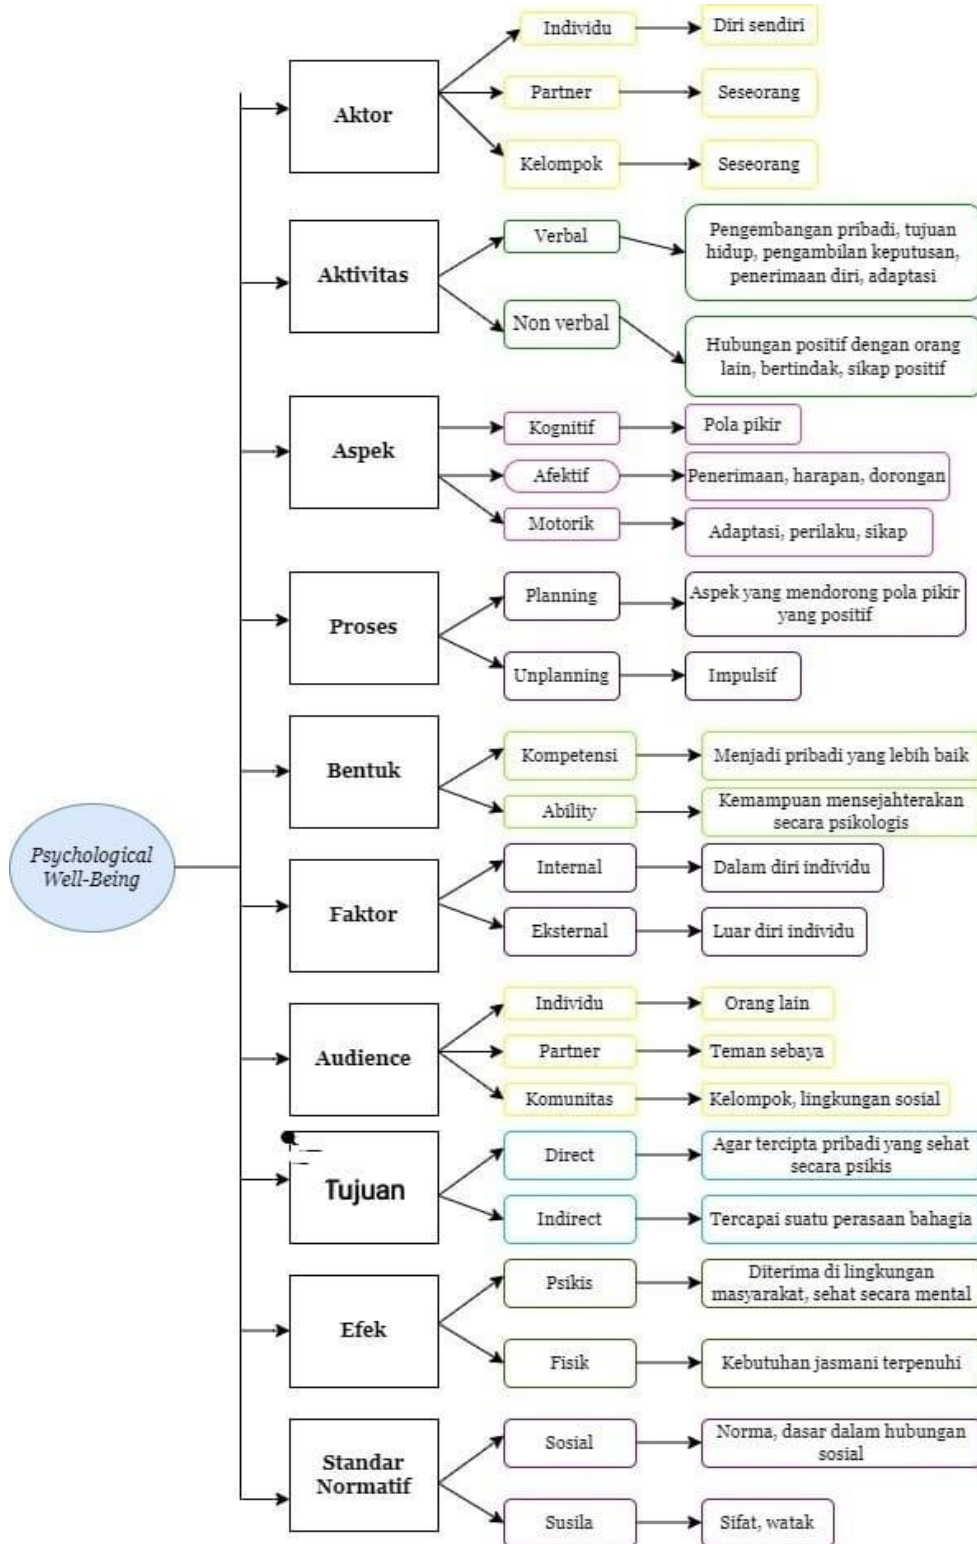 Individu
Diri sendiri
Aktor
Partner
Seseorang
Kelompok
Seseorang
Aktivitas
Verbal
Pengembangan pribadi, tujuan
hidup, pengambilan keputusan,
penerimaan diri, adaptasi
Non verbal
Hubungan positif dengan orang
lain, bertindak, sikap positif
Aspek
Kognitif
Pola pikir
Afektif
Penerimaan, harapan, dorongan
Motorik
Adaptasi, perilaku, sikap
Proses
Planning
Aspek yang mendorong pola pikir
yang positif
Unplanning
Impulsif
Bentuk
Kompetensi
Menjadi pribadi yang lebih baik
Ability
Kemampuan mensejahterakan
secara psikologis
Psychological
Well-Being
Faktor
Internal
Dalam diri individu
Eksternal
Luar diri individu
Audience
Individu
Orang lain
Partner
Teman sebaya
Komunitas
Kelompok, lingkungan sosial
Tujuan
Direct
Agar tercipta pribadi yang sehat
secara psikis
Indirect
Tercapai suatu perasaan bahagia
Efek
Psikis
Diterima di lingkungan
masyarakat, sehat secara mental
Fisik
Kebutuhan jasmani terpenuhi
Standar
Normatif
Sosial
Norma, dasar dalam hubungan
sosial
Susila
Sifat, watak